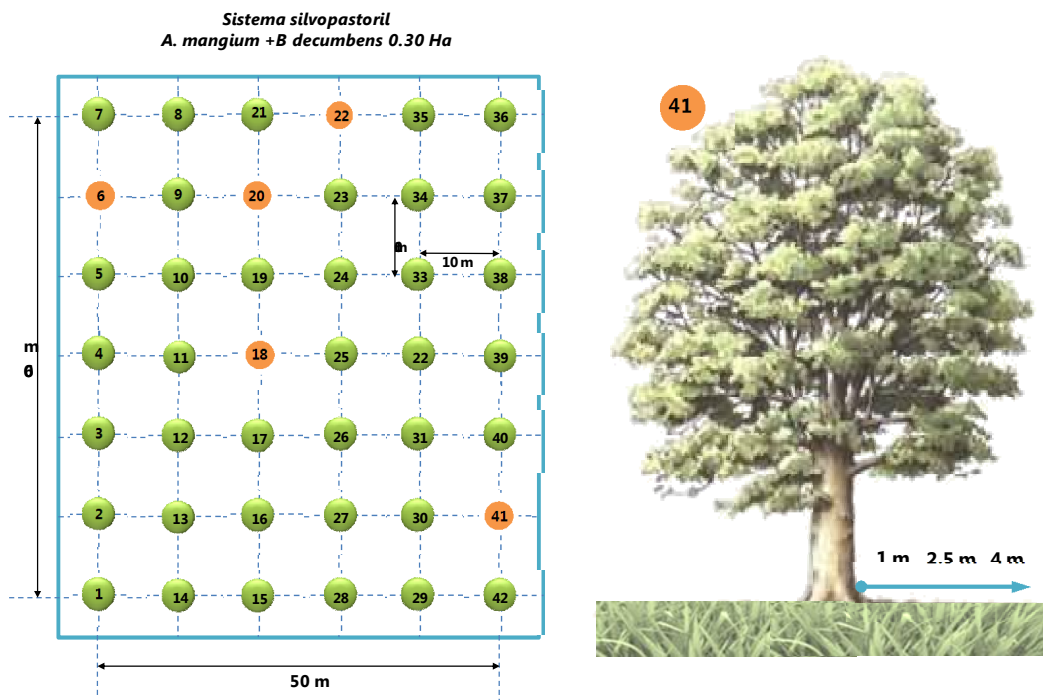 Sistema silvopastoril
A. mangium +B decumbens 0.30 Ha
7 8 21 22 35 36
6 9 20 23 34 37
10 m
5 10 19 24 33 38
4 11 18 25 22 39
3 12 17 26 31 40
2 13 16 27 30 41
1 14 15 28 29 42
50 m
41
1 m 2.5 m 4 m